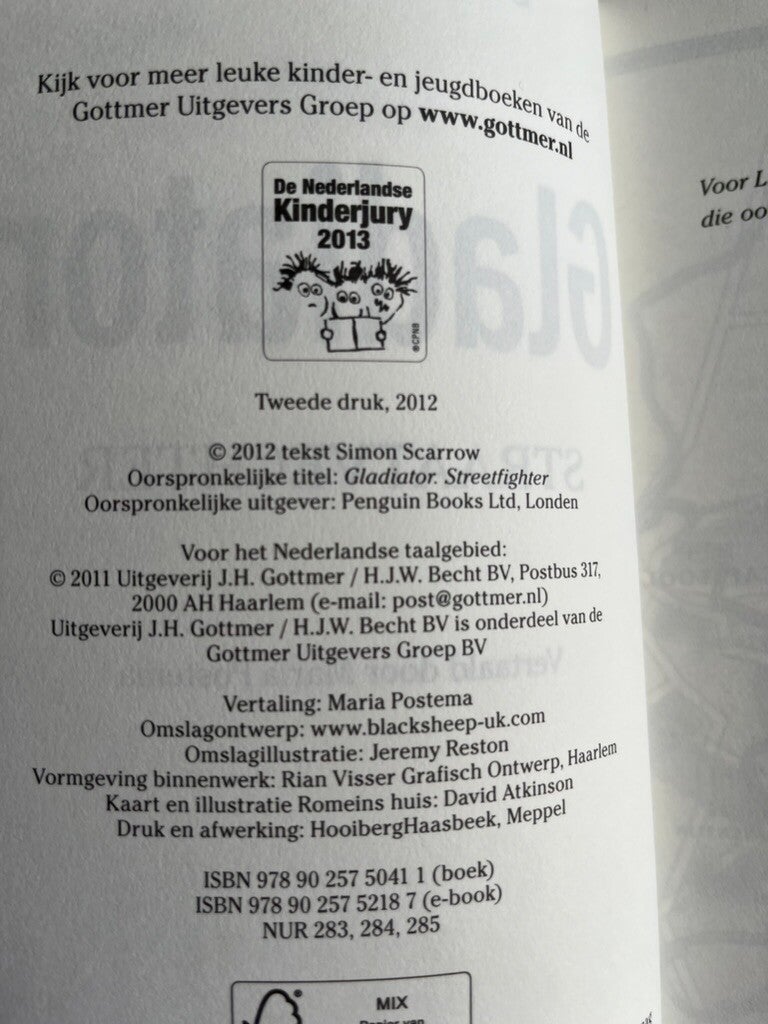 Kijk voor meer leuke kinder- en jeugdboeken van de
Gottmer Uitgevers Groep op www.gottmer.nl
De Nederlandse
Kinderjury
2013
®CPNB
Tweede druk, 2012
© 2012 tekst Simon Scarrow
Oorspronkelijke titel: Gladiator. Streetfighter
Oorspronkelijke uitgever: Penguin Books Ltd, Londen
Voor het Nederlandse taalgebied:
© 2011 Uitgeverij J.H. Gottmer / H.J.W. Becht BV, Postbus 317,
2000 AH Haarlem (e-mail: post@gottmer.nl)
Uitgeverij J.H. Gottmer / H.J.W. Becht BV is onderdeel van de
Gottmer Uitgevers Groep BV
Vertaling: Maria Postema
Omslagontwerp: www.blacksheep-uk.com
Omslagillustratie: Jeremy Reston
Vormgeving binnenwerk: Rian Visser Grafisch Ontwerp, Haarlem
Kaart en illustratie Romeins huis: David Atkinson
Druk en afwerking: HooibergHaasbeek, Meppel
ISBN 978 90 257 5041 1 (boek)
ISBN 978 90 257 5218 7 (e-book)
NUR 283, 284, 285
MIX
Papier van
Voor L
die oo